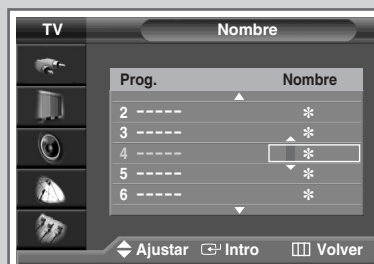 TV Nombre
Prog. Nombre
2 ----- *
3 ----- *
4 ----- *
5 ----- *
6 ----- *
Ajustar Intro Volver